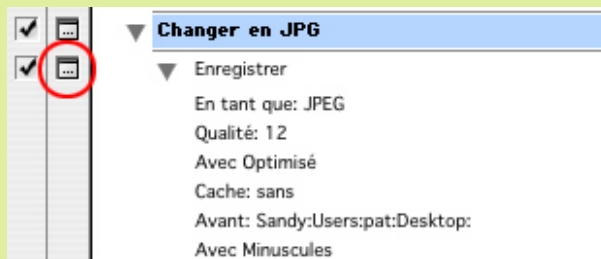 Changer en JPG
Enregistrer
En tant que: JPEG
Qualité: 12
Avec Optimisé
Cache: sans
Avant: Sandy:Users:pat:Desktop:
Avec Minuscules